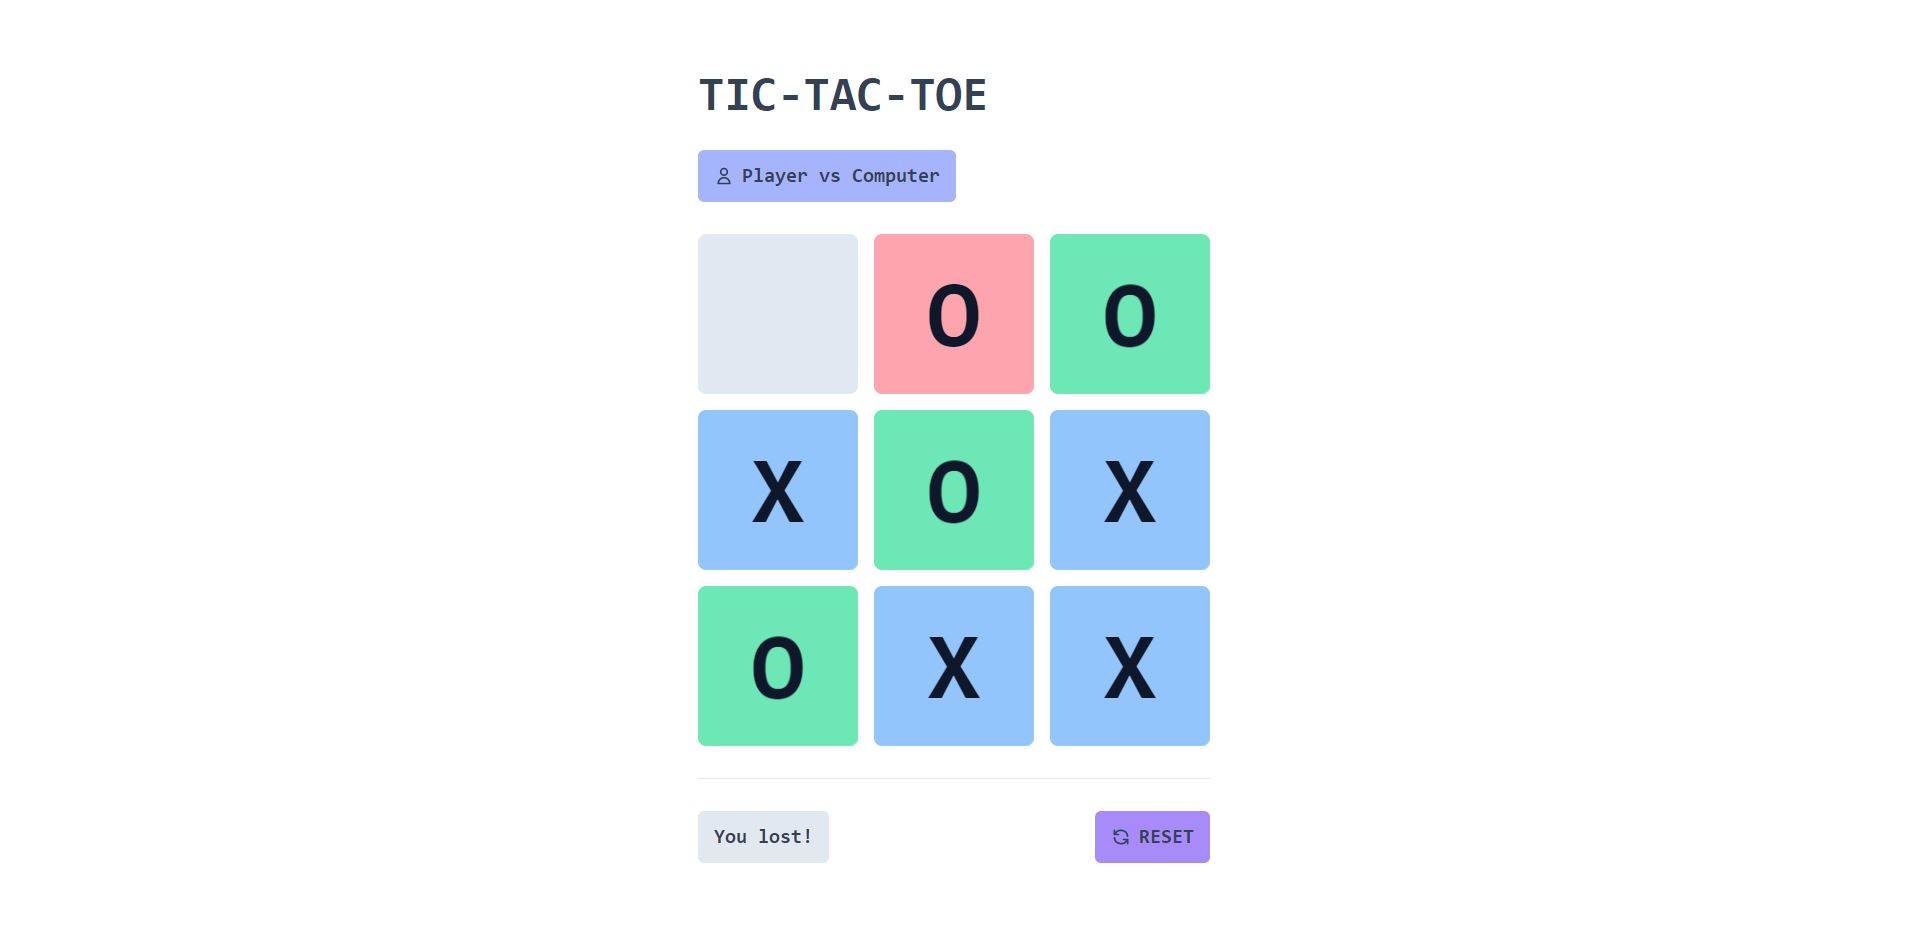 TIC-TAC-TOE
Player vs Computer
O O
X O X
O X X
You lost!
RESET